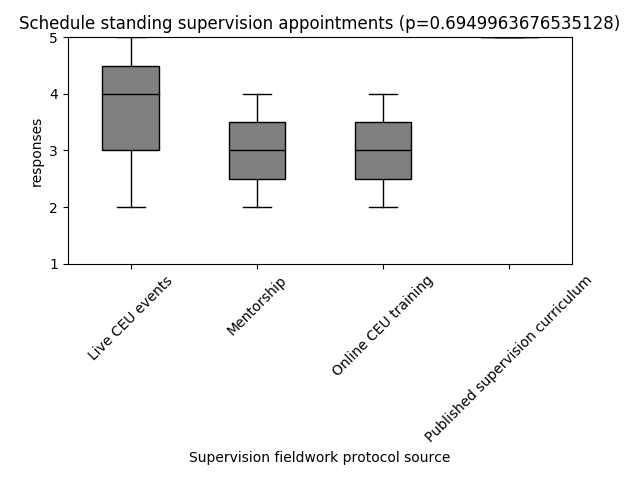 Schedule standing supervision appointments (p=0.6949963676535128)
5
4
3
2
1
responses
Live CEU events
Mentorship
Online CEU training
Published supervision curriculum
Supervision fieldwork protocol source